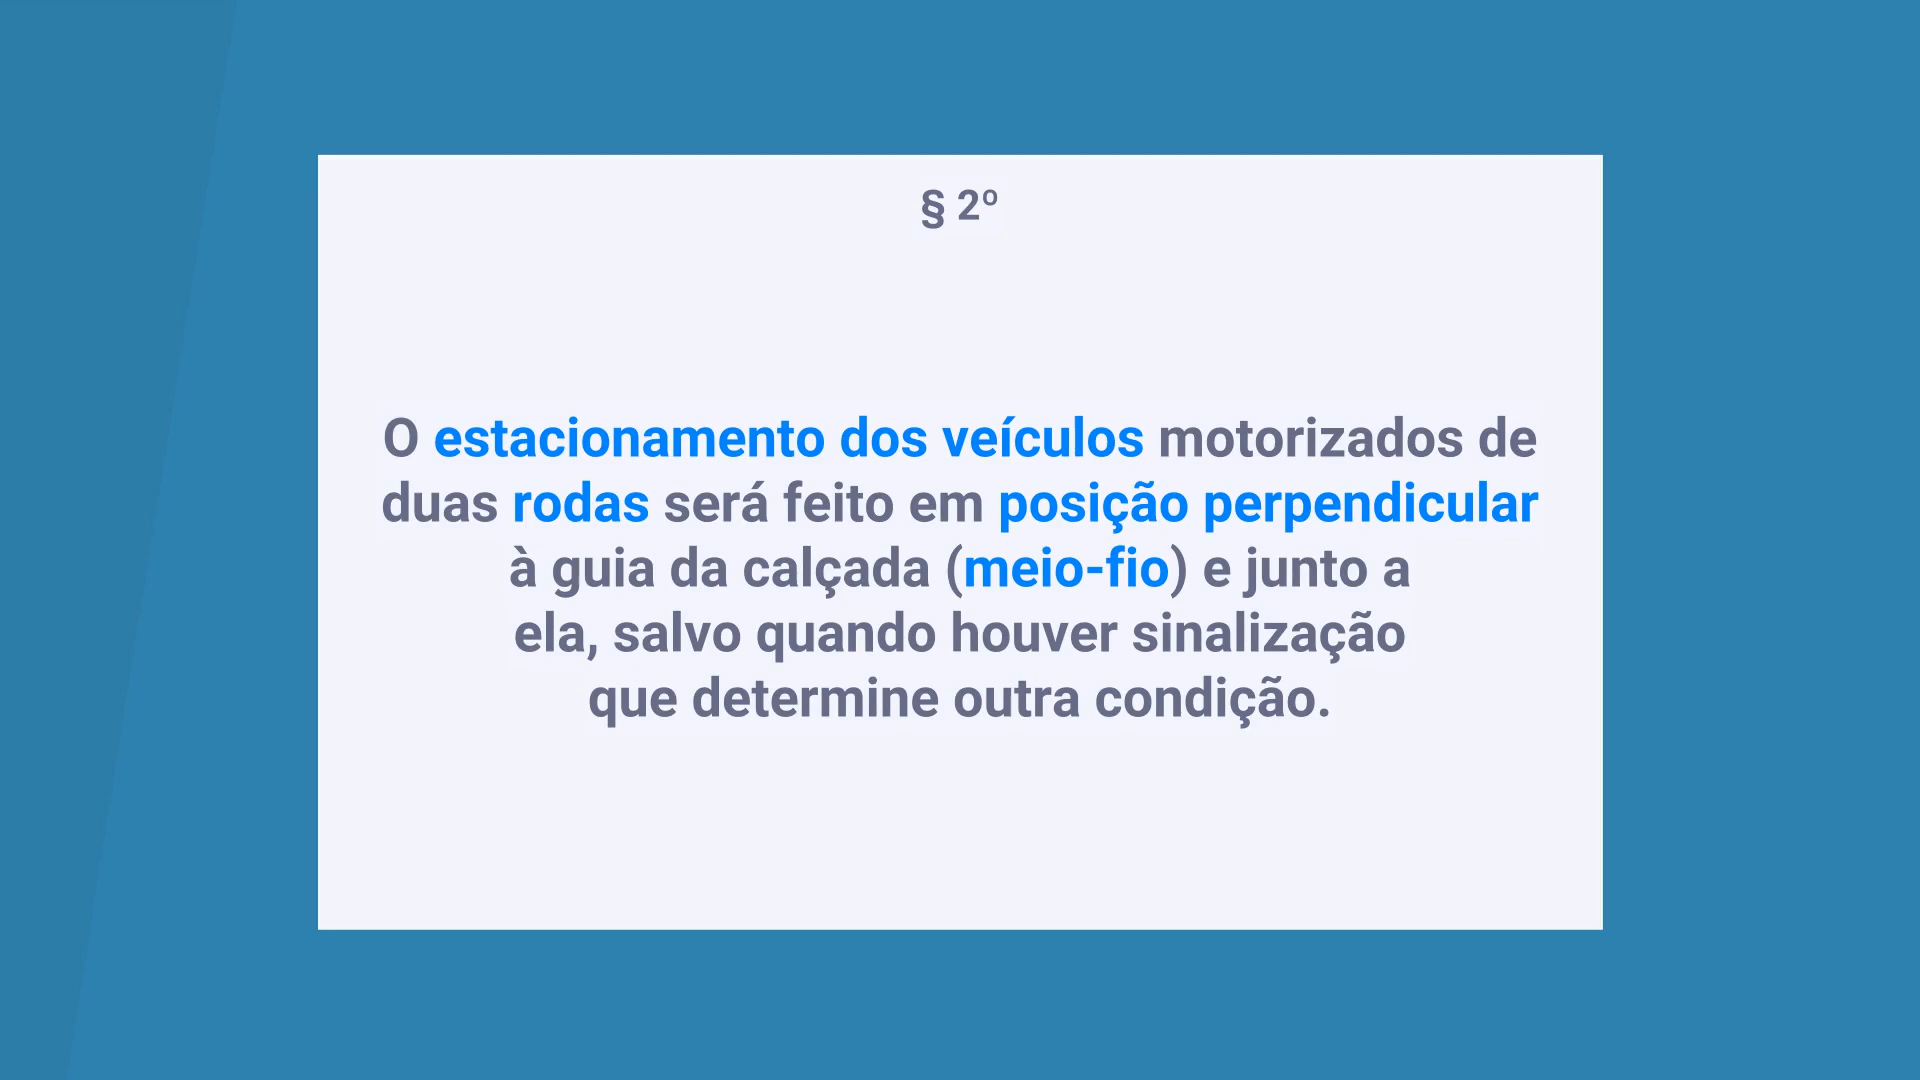 § 2º
O estacionamento dos veículos motorizados de
duas rodas será feito em posição perpendicular
à guia da calçada (meio-fio) e junto a
ela, salvo quando houver sinalização
que determine outra condição.